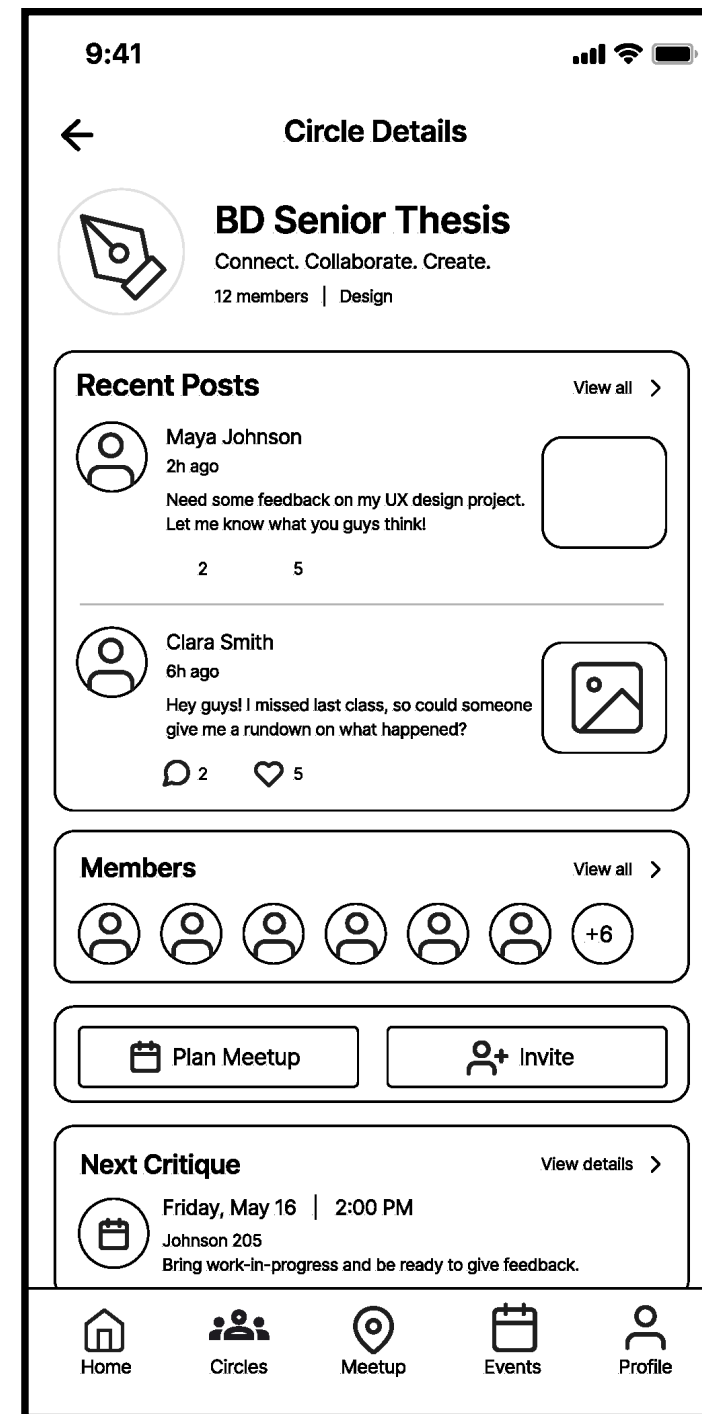 9:41
Circle Details
BD Senior Thesis
Connect. Collaborate. Create.
12 members | Design
Recent Posts View all
Maya Johnson
2h ago
Need some feedback on my UX design project.
Let me know what you guys think!
2 5
Clara Smith
6h ago
Hey guys! I missed last class, so could someone
give me a rundown on what happened?
2 5
Members View all
+6
Plan Meetup Invite
Next Critique View details
Friday, May 16 | 2:00 PM
Johnson 205
Bring work-in-progress and be ready to give feedback.
Home Circles Meetup Events Profile